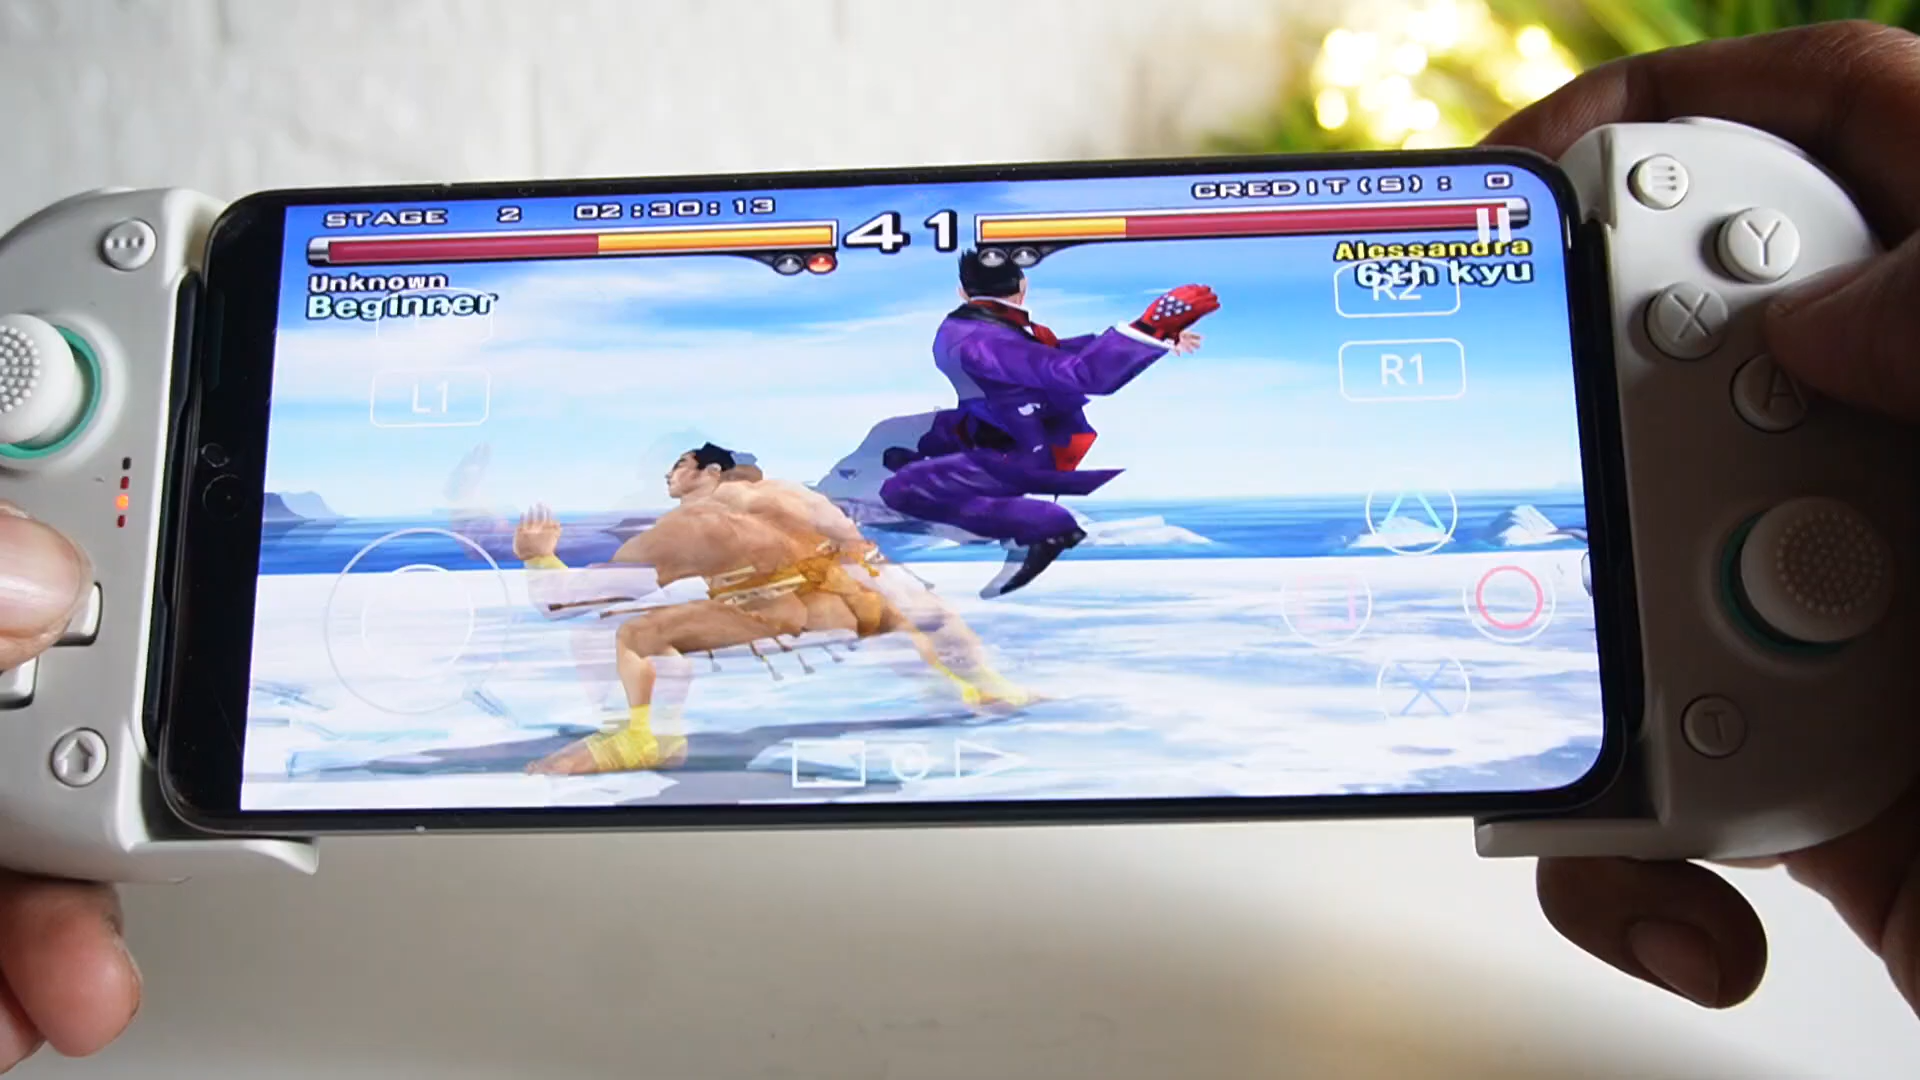 STAGE 2 02:30:13
41
CREDIT(S): 0
Unknown
Beginner
Alessandra
6th kyu
R2
L1
R1
Y
X
A
T